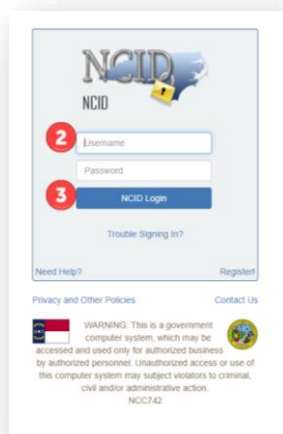 NCID
NCID
2
Username
Password
3
NCID Login
Trouble Signing In?
Need Help?
Register!
Privacy and Other Policies
Contact Us
WARNING: This is a government
computer system, which may be
accessed and used only for authorized business
by authorized personnel. Unauthorized access or use of
this computer system may subject violators to criminal,
civil and/or administrative action.
NCC742